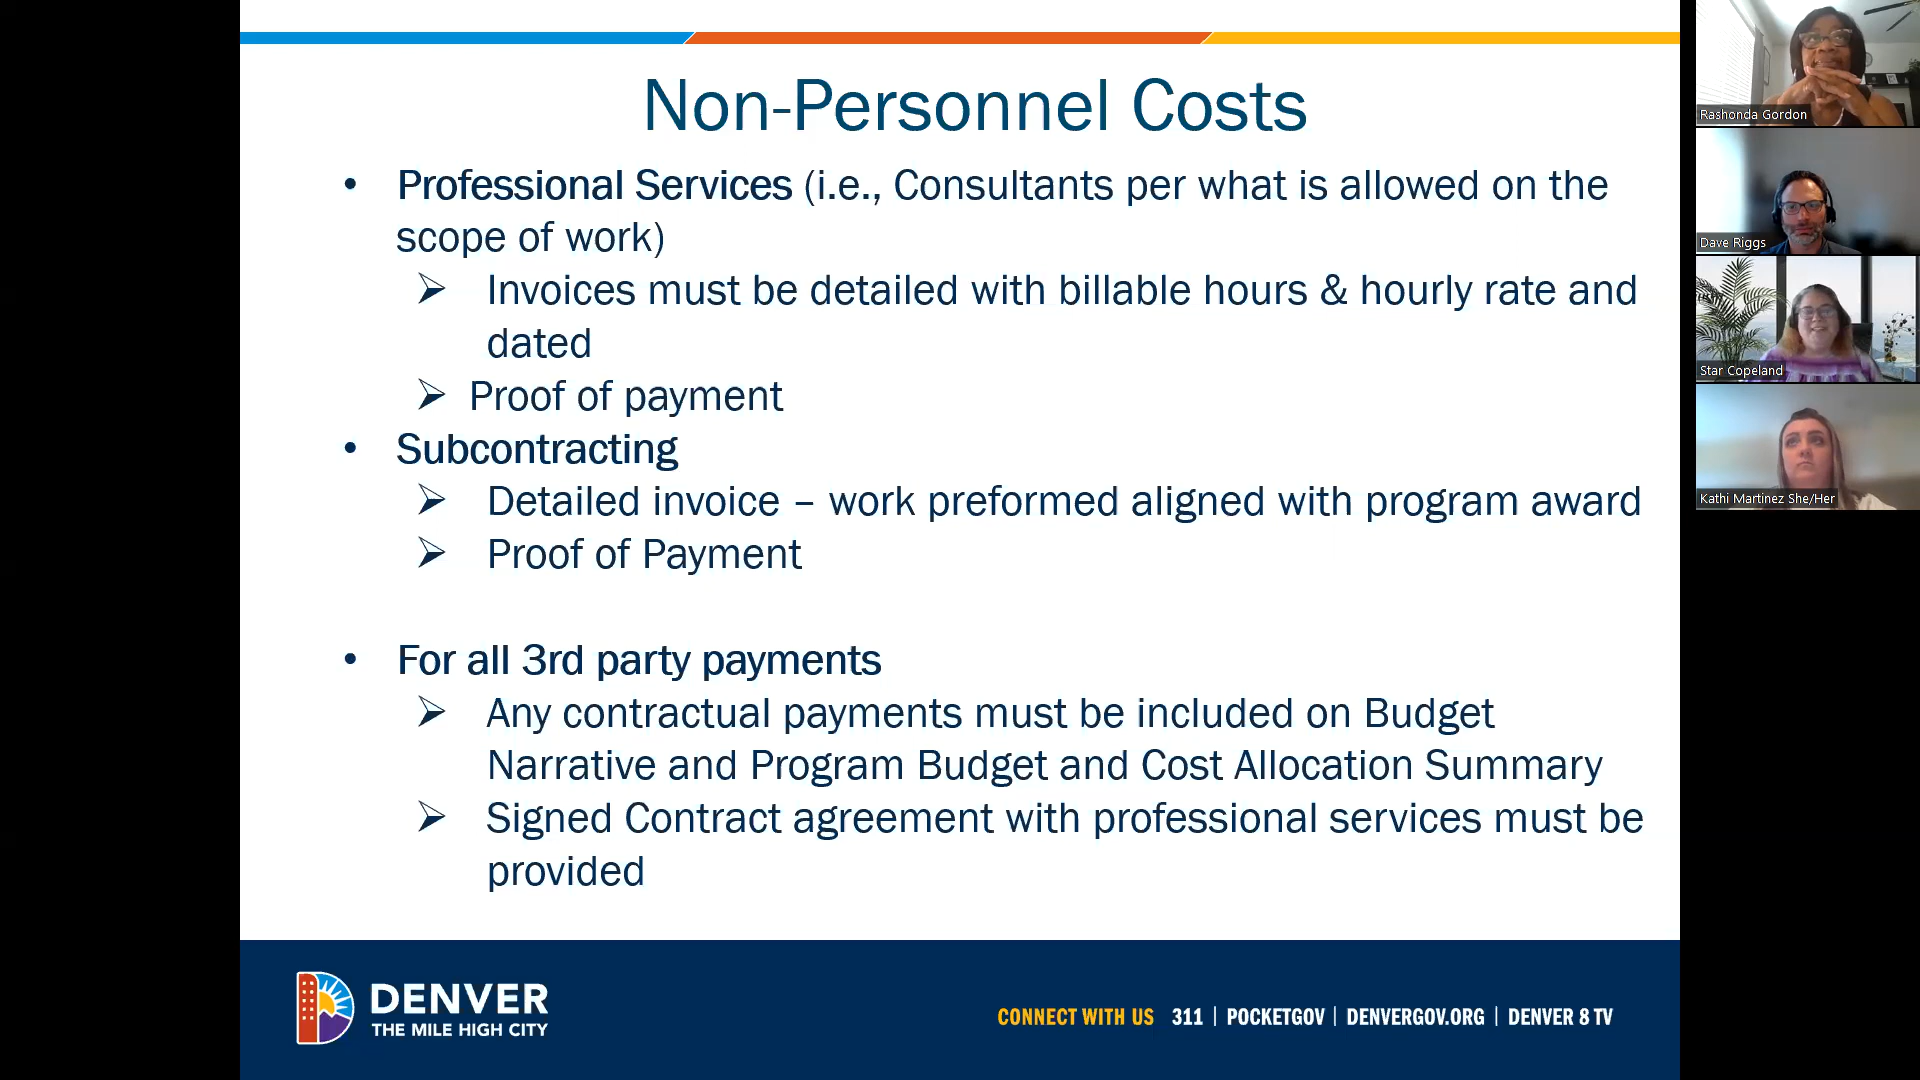 Non-Personnel Costs
• Professional Services (i.e., Consultants per what is allowed on the
scope of work)
➢ Invoices must be detailed with billable hours & hourly rate and
dated
➢ Proof of payment
• Subcontracting
➢ Detailed invoice – work preformed aligned with program award
➢ Proof of Payment
• For all 3rd party payments
➢ Any contractual payments must be included on Budget
Narrative and Program Budget and Cost Allocation Summary
➢ Signed Contract agreement with professional services must be
provided
DENVER
THE MILE HIGH CITY
CONNECT WITH US 311 | POCKETGOV | DENVERGOV.ORG | DENVER 8 TV
Rashonda Gordon
Dave Riggs
Star Copeland
Kathi Martinez She/Her